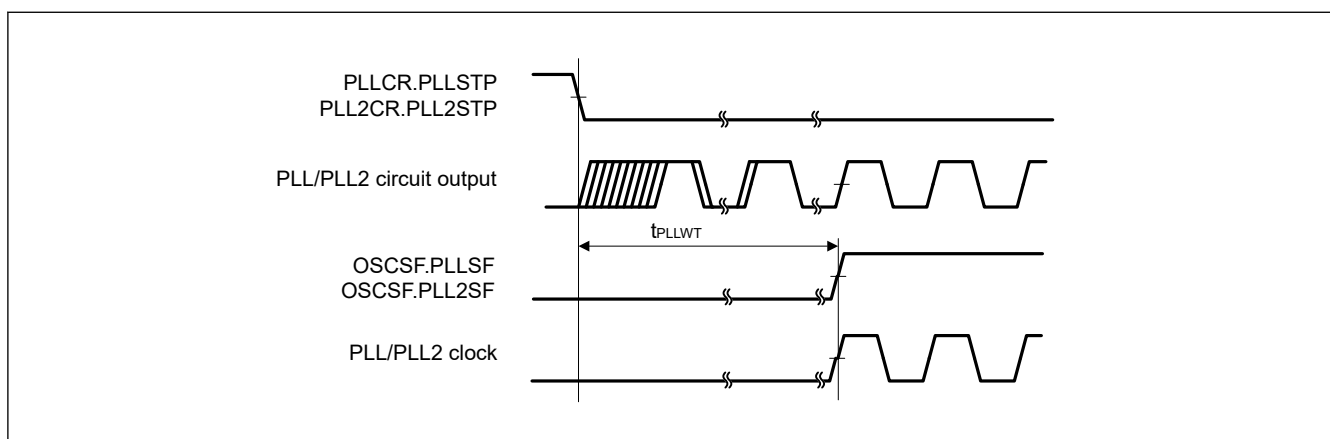 PLLCR.PLLSTP
PLL2CR.PLL2STP
PLL/PLL2 circuit output
tPLLWT
OSCSF.PLLSF
OSCSF.PLL2SF
PLL/PLL2 clock